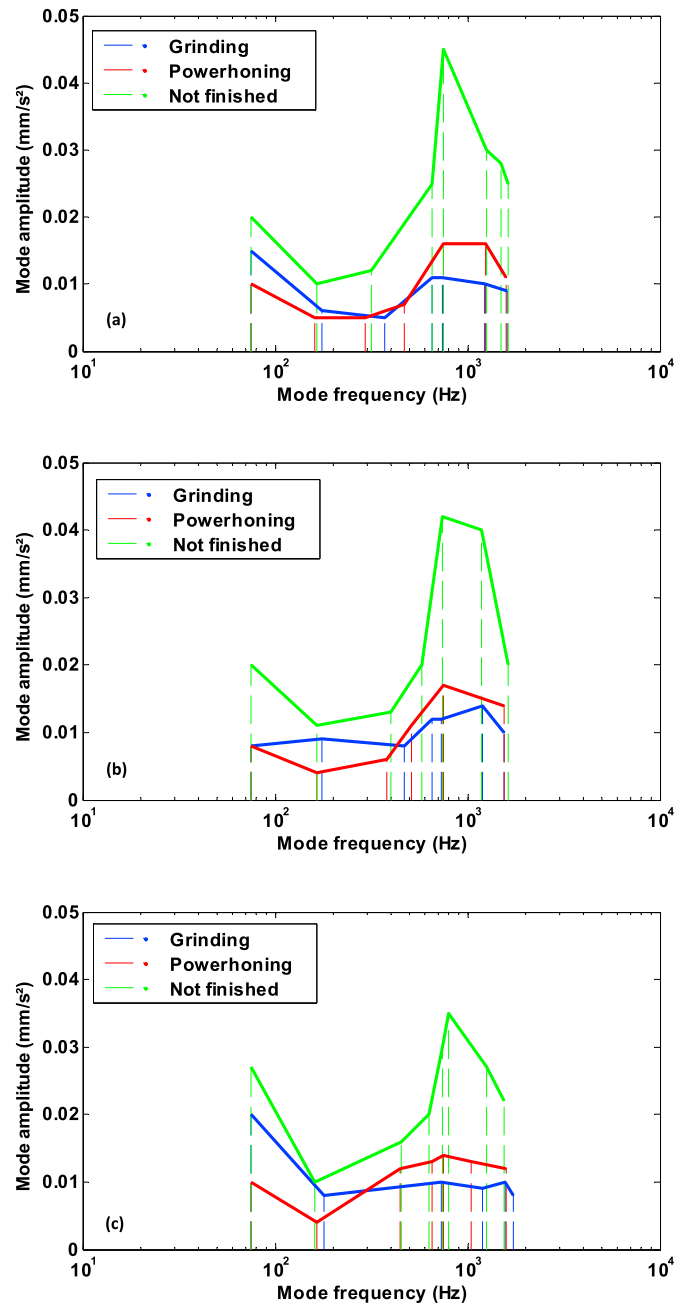 0.05
Grinding
Powerhoning
Not finished
0.04
0.03
0.02
0.01
0
Mode amplitude (mm/s²)
(a)
10¹ 10² 10³ 10⁴
Mode frequency (Hz)
0.05
Grinding
Powerhoning
Not finished
0.04
0.03
0.02
0.01
0
Mode amplitude (mm/s²)
(b)
10¹ 10² 10³ 10⁴
Mode frequency (Hz)
0.05
Grinding
Powerhoning
Not finished
0.04
0.03
0.02
0.01
0
Mode amplitude (mm/s²)
(c)
10¹ 10² 10³ 10⁴
Mode frequency (Hz)